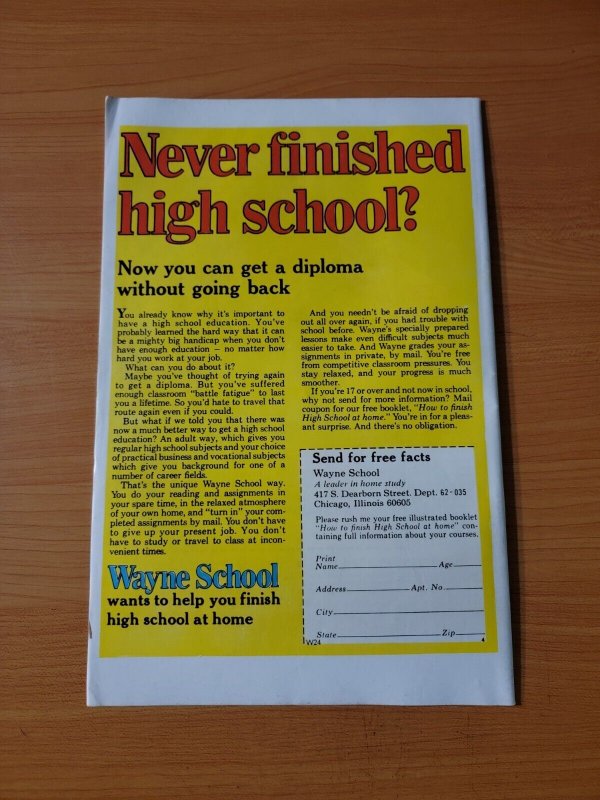 Never finished
high school?
Now you can get a diploma
without going back
You already know why it's important to
have a high school education. You've
probably learned the hard way that it can
be a mighty big handicap when you don't
have enough education — no matter how
hard you work at your job.
What can you do about it?
Maybe you've thought of trying again
to get a diploma. But you've suffered
enough classroom "battle fatigue" to last
you a lifetime. So you'd hate to travel that
route again even if you could.
But what if we told you that there was
now a much better way to get a high school
education? An adult way, which gives you
regular high school subjects and your choice
of practical business and vocational subjects
which give you background for one of a
number of career fields.
That's the unique Wayne School way.
You do your reading and assignments in
your spare time, in the relaxed atmosphere
of your own home, and "turn in" your com-
pleted assignments by mail. You don't have
to give up your present job. You don't
have to study or travel to class at incon-
venient times.
Wayne School
wants to help you finish
high school at home
And you needn't be afraid of dropping
out all over again, if you had trouble with
school before. Wayne's specially prepared
lessons make even difficult subjects much
easier to take. And Wayne grades your as-
signments in private, by mail. You're free
from competitive classroom pressures. You
stay relaxed, and your progress is much
smoother.
If you're 17 or over and not now in school,
why not send for more information? Mail
coupon for our free booklet, "How to finish
High School at home." You're in for a pleas-
ant surprise. And there's no obligation.
Send for free facts
Wayne School
A leader in home study
417 S. Dearborn Street. Dept. 62-035
Chicago, Illinois 60605
Please rush me your free illustrated booklet
"How to finish High School at home" con-
taining full information about your courses.
Print
Name Age
Address Apt. No.
City
State Zip
W24 4